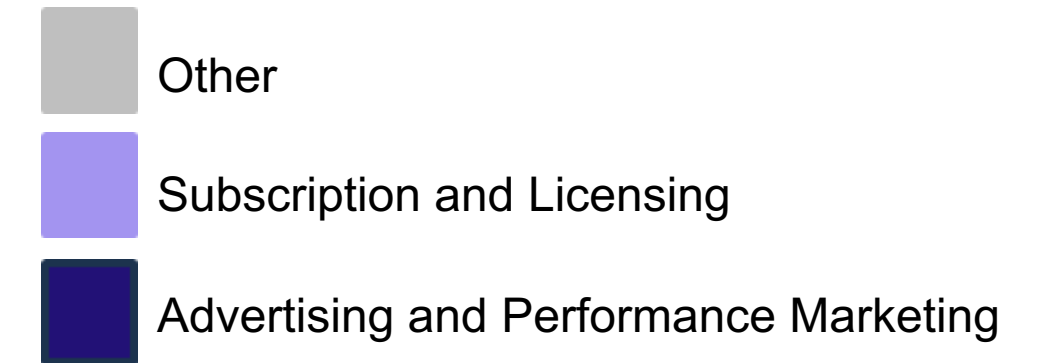 Other
Subscription and Licensing
Advertising and Performance Marketing